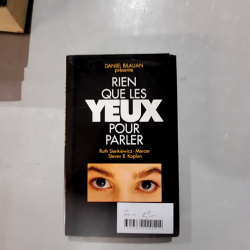 DANIEL BILALIAN
présente
RIEN
QUE LES
YEUX
POUR
PARLER
Ruth Sienkiewicz - Mercer
Steven B. Kaplan